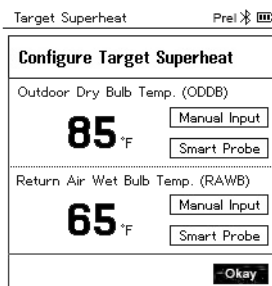 Target Superheat Prel
Configure Target Superheat
Outdoor Dry Bulb Temp. (ODDB)
85 °F
Manual Input
Smart Probe
Return Air Wet Bulb Temp. (RAWB)
65 °F
Manual Input
Smart Probe
Okay